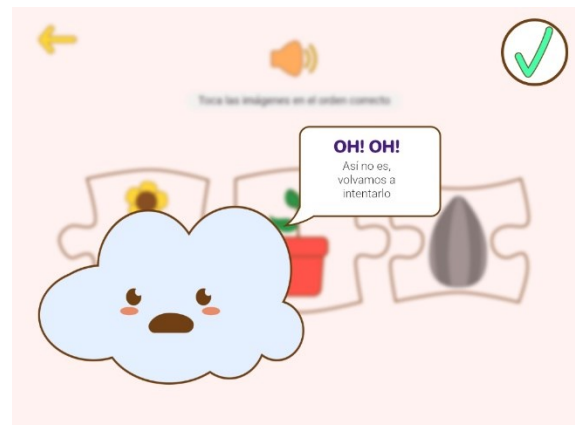 Toca las imágenes en el orden correcto
OH! OH!
Así no es,
volvamos a
intentarlo